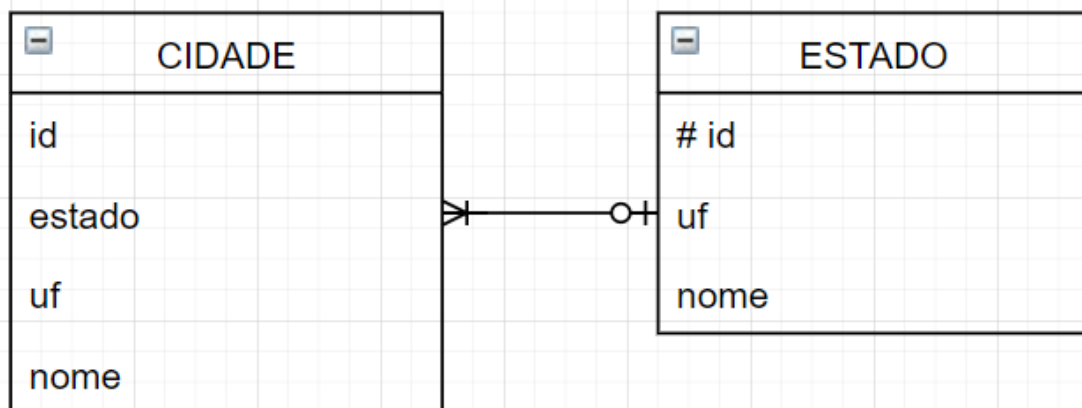 CIDADE
id
estado
uf
nome
ESTADO
# id
uf
nome